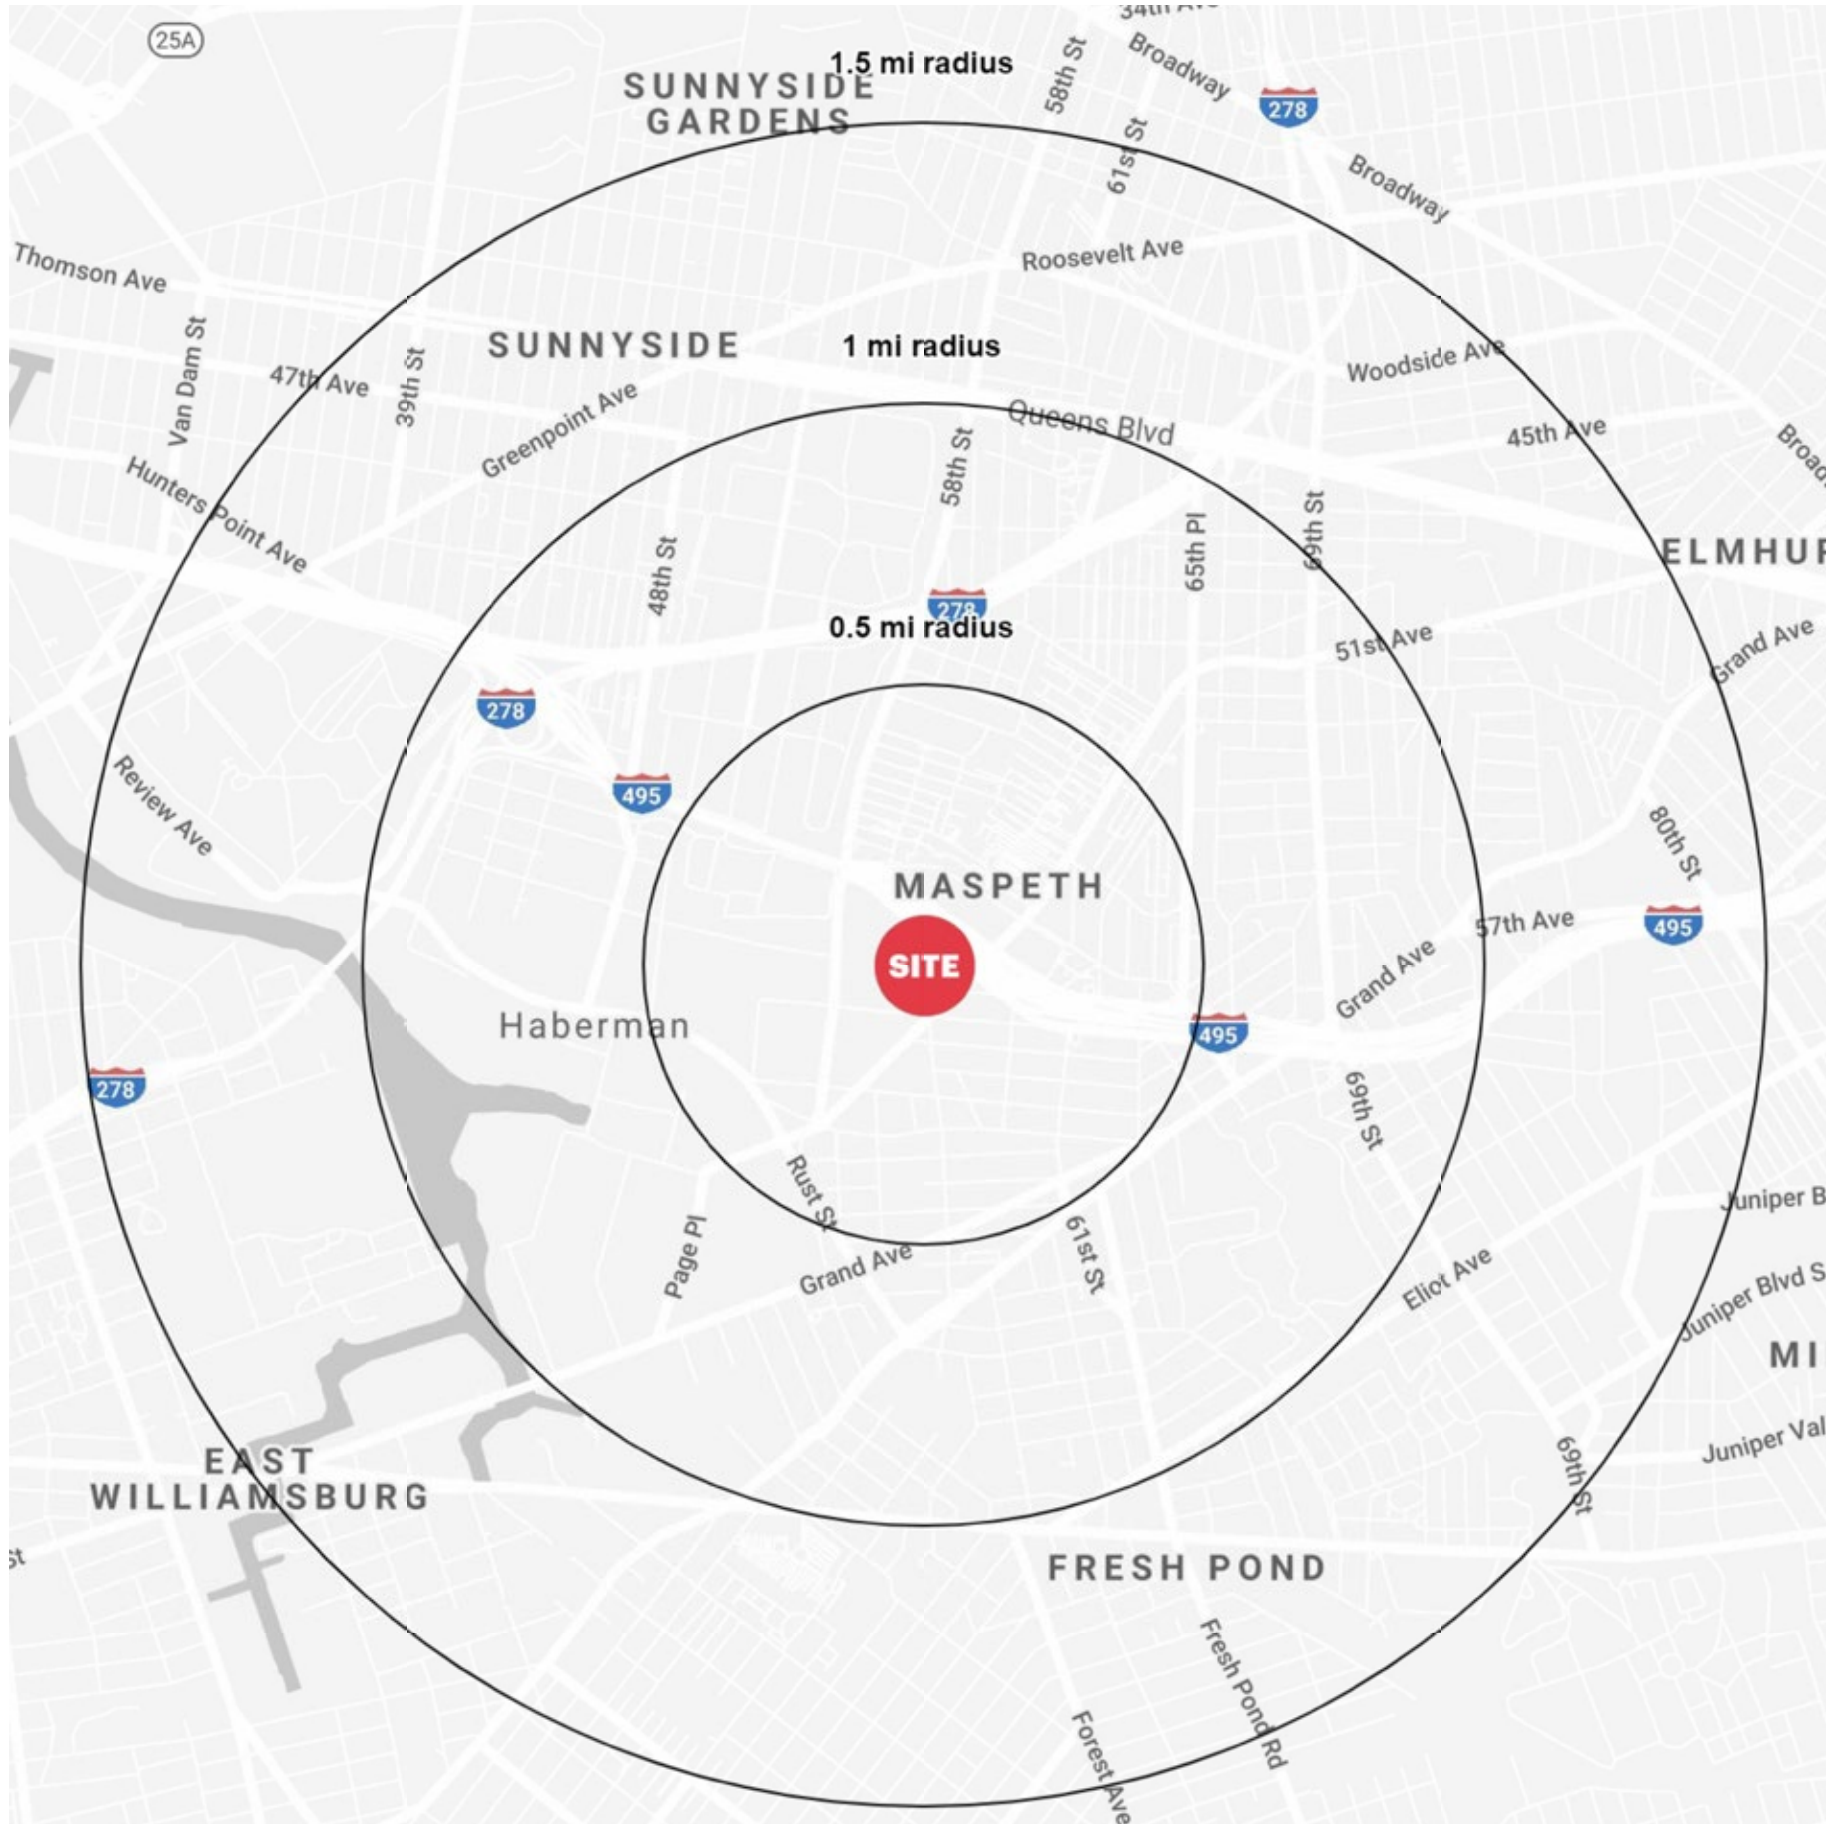 34th Ave
25A
1.5 mi radius
SUNNYSIDE
GARDENS
58th St
Broadway
278
61st St
Broadway
Roosevelt Ave
Thomson Ave
Van Dam St
SUNNYSIDE
1 mi radius
Woodside Ave
47th Ave
39th St
Greenpoint Ave
Queens Blvd
45th Ave
58th St
Hunters Point Ave
48th St
65th Pl
69th St
278
0.5 mi radius
51st Ave
Grand Ave
278
495
Review Ave
80th St
MASPETH
SITE
57th Ave
495
Grand Ave
Haberman
495
278
69th St
Rust St
Page Pl
Grand Ave
61st St
Eliot Ave
Juniper B
Juniper Blvd S
MI
Juniper Val
69th St
EAST
WILLIAMSBURG
St
FRESH POND
Fresh Pond Rd
Forest Ave